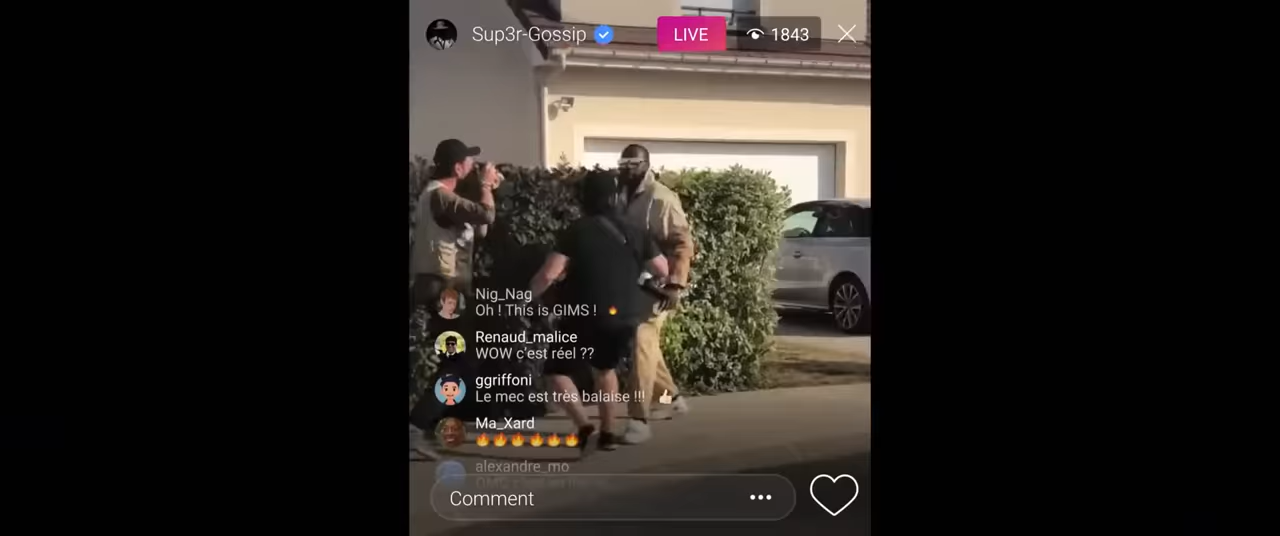 Sup3r-Gossip
LIVE
1843
Nig_Nag
Oh ! This is GIMS ! 🔥
Renaud_malice
WOW c'est réel ??
ggriffoni
Le mec est très balaise !!! 👍
Ma_Xard
🔥🔥🔥🔥🔥🔥
alexandre_mo
Comment